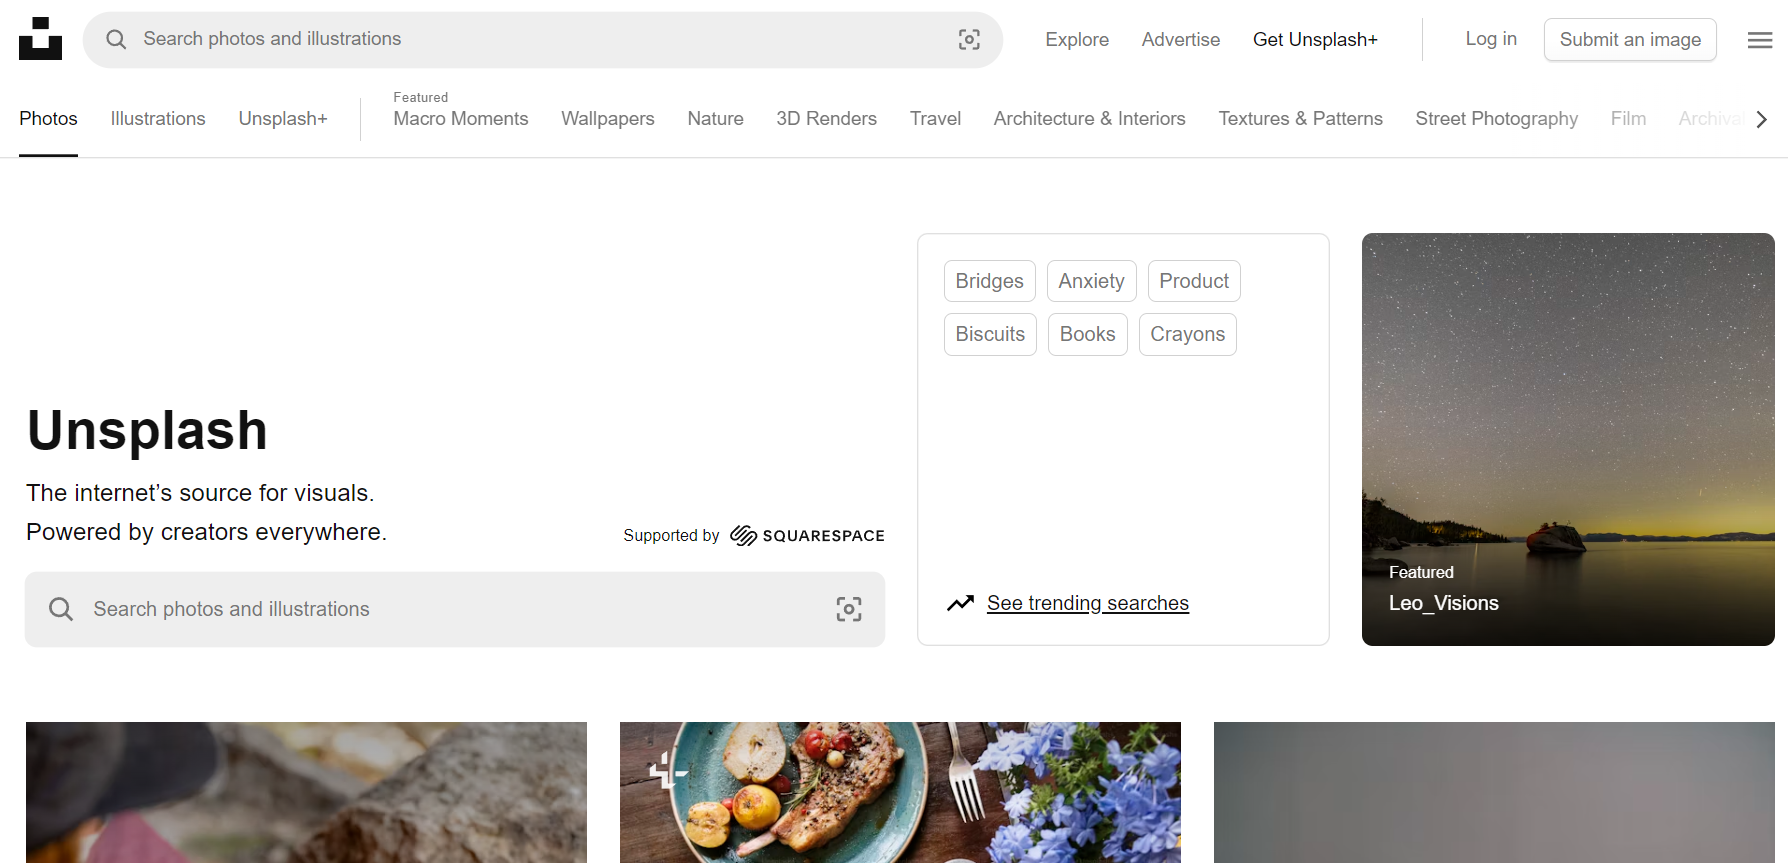 Search photos and illustrations
Explore
Advertise
Get Unsplash+
Log in
Submit an image
Photos
Illustrations
Unsplash+
Featured
Macro Moments
Wallpapers
Nature
3D Renders
Travel
Architecture & Interiors
Textures & Patterns
Street Photography
Film
Archival
Bridges
Anxiety
Product
Biscuits
Books
Crayons
See trending searches
Unsplash
The internet’s source for visuals.
Powered by creators everywhere.
Supported by SQUARESPACE
Search photos and illustrations
Featured
Leo_Visions